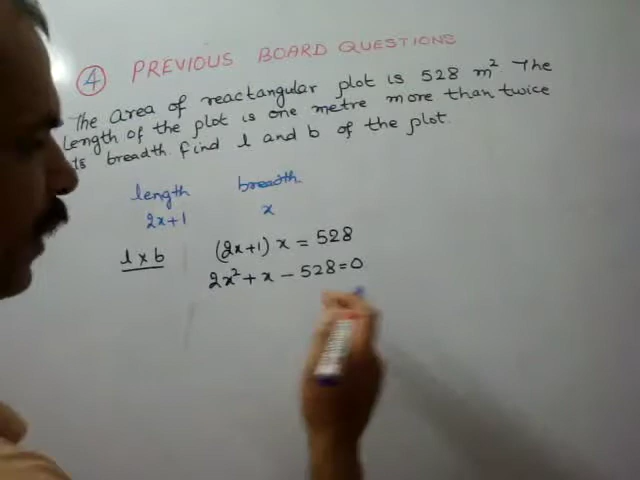 4 PREVIOUS BOARD QUESTIONS
The area of reactangular plot is 528 m² The
Length of the plot is one metre more than twice
its breadth. find l and b of the plot.
length breadth
2x+1 x
l x b (2x+1) x = 528
2x² + x - 528 = 0